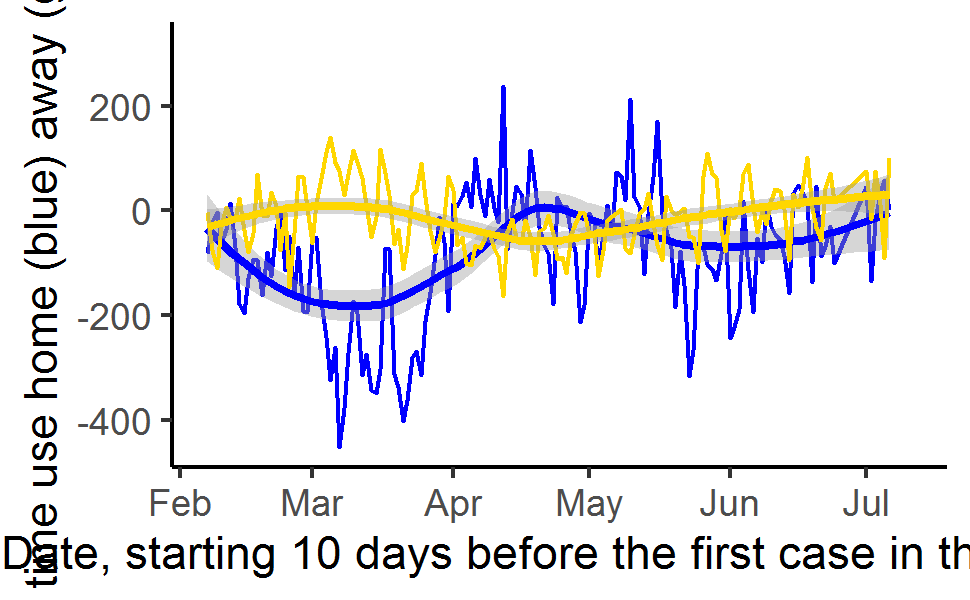 time use home (blue) away (
200
0
-200
-400
Feb Mar Apr May Jun Jul
Date, starting 10 days before the first case in th